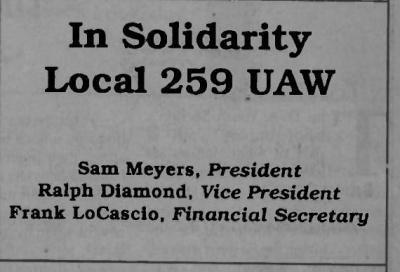 In Solidarity
Local 259 UAW
Sam Meyers, President
Ralph Diamond, Vice President
Frank LoCascio, Financial Secretary